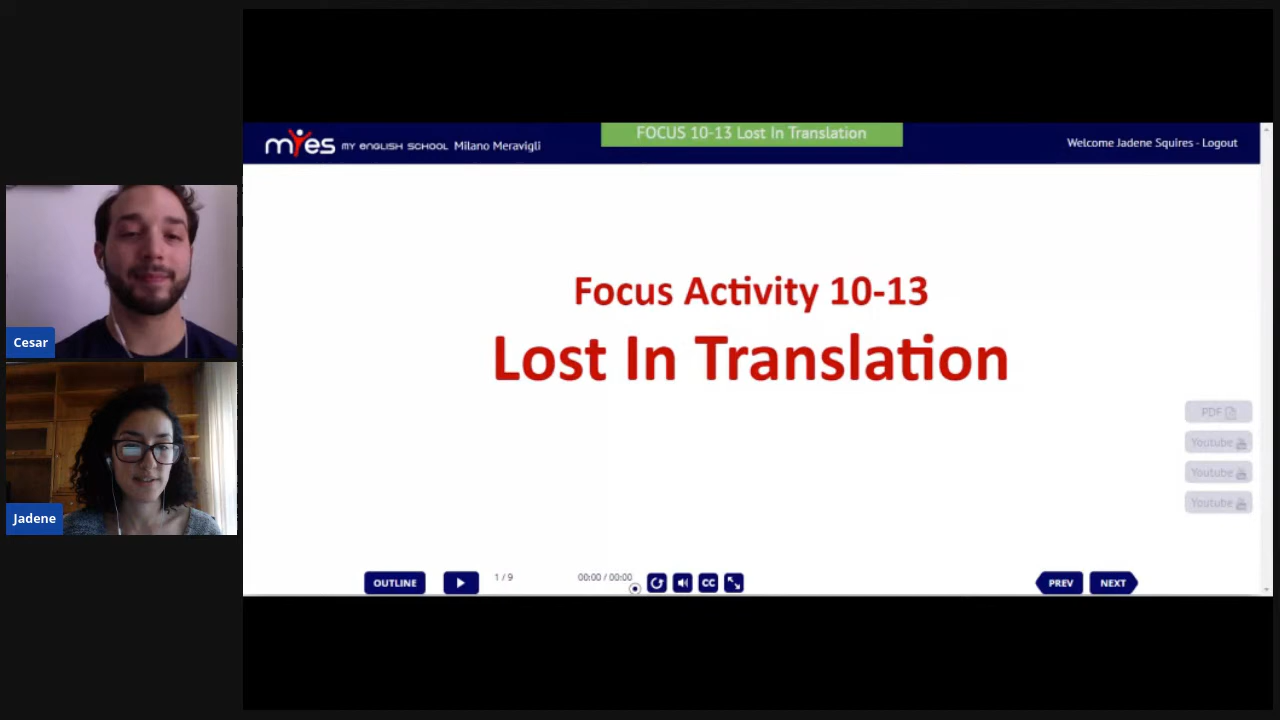 FOCUS 10-13 Lost In Translation
myes MY ENGLISH SCHOOL Milano Meravigli
Welcome Jadene Squires - Logout
Focus Activity 10-13
Lost In Translation
Cesar
Jadene
PDF
Youtube
Youtube
Youtube
OUTLINE
1 / 9
00:00 / 00:00
CC
PREV
NEXT